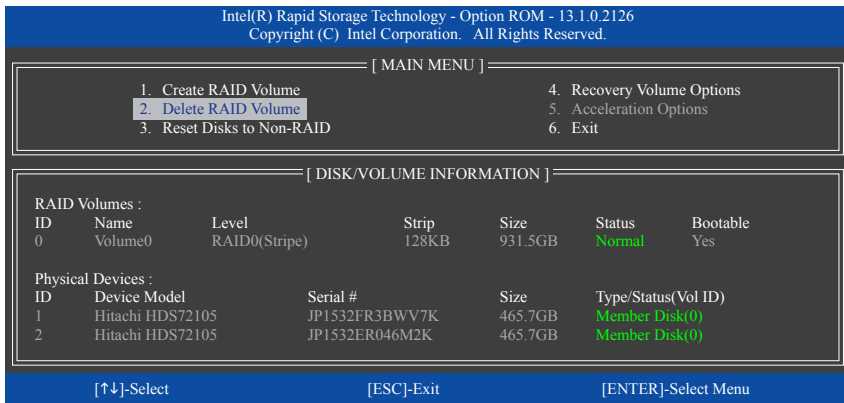 Intel(R) Rapid Storage Technology - Option ROM - 13.1.0.2126
Copyright (C) Intel Corporation. All Rights Reserved.
[ MAIN MENU ]
1. Create RAID Volume 4. Recovery Volume Options
2. Delete RAID Volume 5. Acceleration Options
3. Reset Disks to Non-RAID 6. Exit
[ DISK/VOLUME INFORMATION ]
RAID Volumes :
ID Name Level Strip Size Status Bootable
0 Volume0 RAID0(Stripe) 128KB 931.5GB Normal Yes
Physical Devices :
ID Device Model Serial # Size Type/Status(Vol ID)
1 Hitachi HDS72105 JP1532FR3BWV7K 465.7GB Member Disk(0)
2 Hitachi HDS72105 JP1532ER046M2K 465.7GB Member Disk(0)
[↑↓]-Select [ESC]-Exit [ENTER]-Select Menu